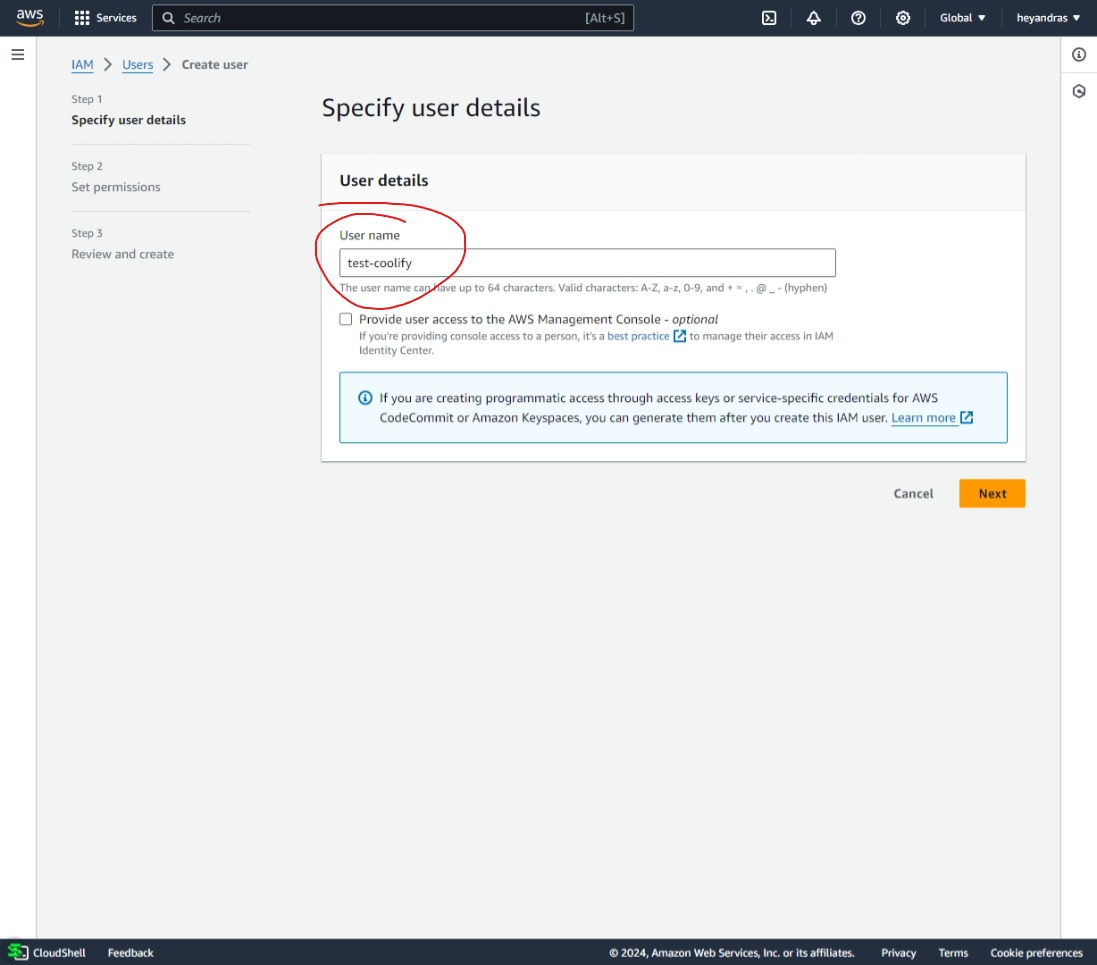 aws Services Search [Alt+S] Global heyandras
IAM Users Create user
Step 1
Specify user details
Step 2
Set permissions
Step 3
Review and create
Specify user details
User details
User name
test-coolify
The user name can have up to 64 characters. Valid characters: A-Z, a-z, 0-9, and + = , . @ _ - (hyphen)
Provide user access to the AWS Management Console - optional
If you're providing console access to a person, it's a best practice to manage their access in IAM
Identity Center.
If you are creating programmatic access through access keys or service-specific credentials for AWS
CodeCommit or Amazon Keyspaces, you can generate them after you create this IAM user. Learn more
Cancel Next
CloudShell Feedback © 2024, Amazon Web Services, Inc. or its affiliates. Privacy Terms Cookie preferences